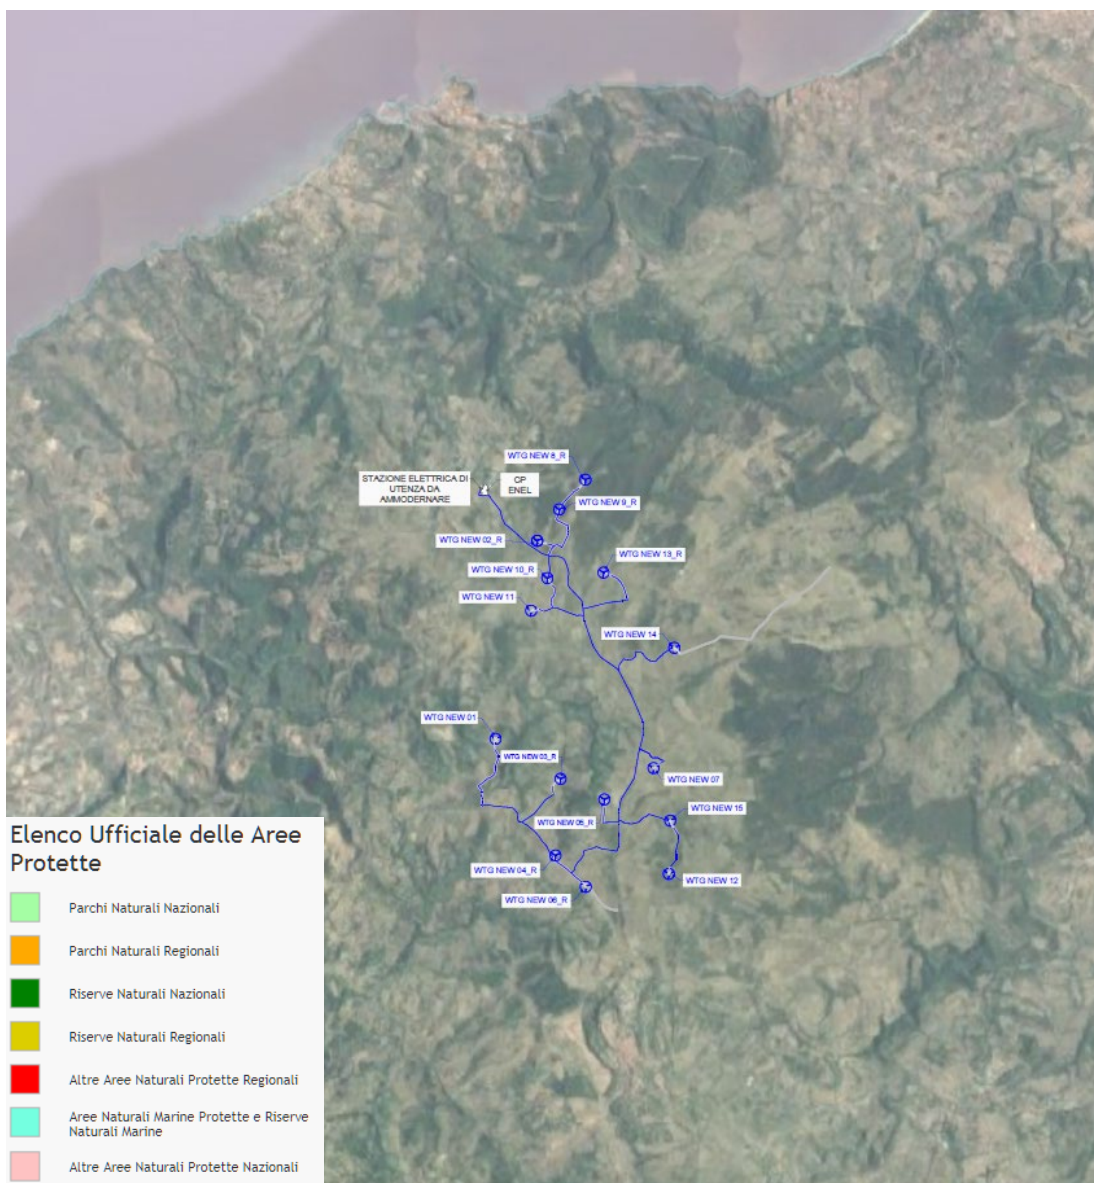 WTG NEW 8_R
STAZIONE ELETTRICA DI
UTENZA DA
AMMODERNARE
CP
ENEL
WTG NEW 9_R
WTG NEW 02_R
WTG NEW 13_R
WTG NEW 10_R
WTG NEW 11
WTG NEW 14
WTG NEW 01
WTG NEW 03_R
WTG NEW 07
WTG NEW 15
WTG NEW 05_R
WTG NEW 04_R
WTG NEW 12
WTG NEW 06_R
Elenco Ufficiale delle Aree
Protette
Parchi Naturali Nazionali
Parchi Naturali Regionali
Riserve Naturali Nazionali
Riserve Naturali Regionali
Altre Aree Naturali Protette Regionali
Aree Naturali Marine Protette e Riserve
Naturali Marine
Altre Aree Naturali Protette Nazionali